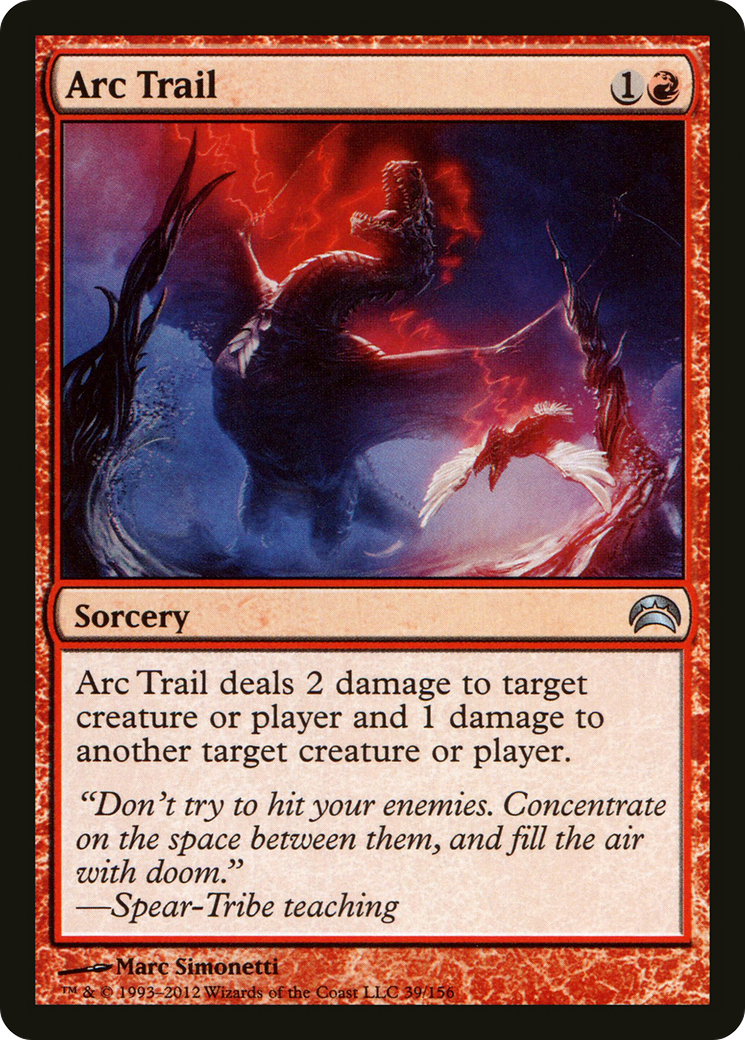 Arc Trail 1
Sorcery
Arc Trail deals 2 damage to target
creature or player and 1 damage to
another target creature or player.
“Don’t try to hit your enemies. Concentrate
on the space between them, and fill the air
with doom.”
—Spear-Tribe teaching
Marc Simonetti
™ & © 1993–2012 Wizards of the Coast LLC 39/156